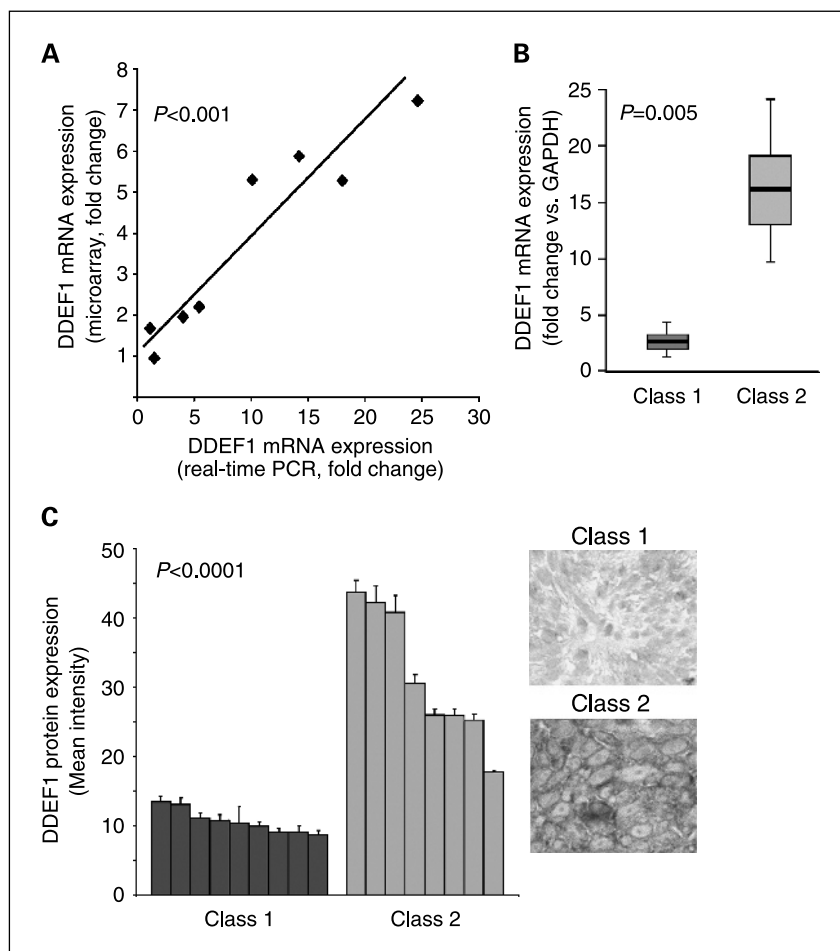 A
8
7
6
5
4
3
2
1
P<0.001
DDEF1 mRNA expression
(microarray, fold change)
0
5
10
15
20
25
30
DDEF1 mRNA expression
(real-time PCR, fold change)
B
25
20
15
10
5
0
P=0.005
DDEF1 mRNA expression
(fold change vs. GAPDH)
Class 1
Class 2
C
50
40
30
20
10
0
P<0.0001
DDEF1 protein expression
(Mean intensity)
Class 1
Class 2
Class 1
Class 2